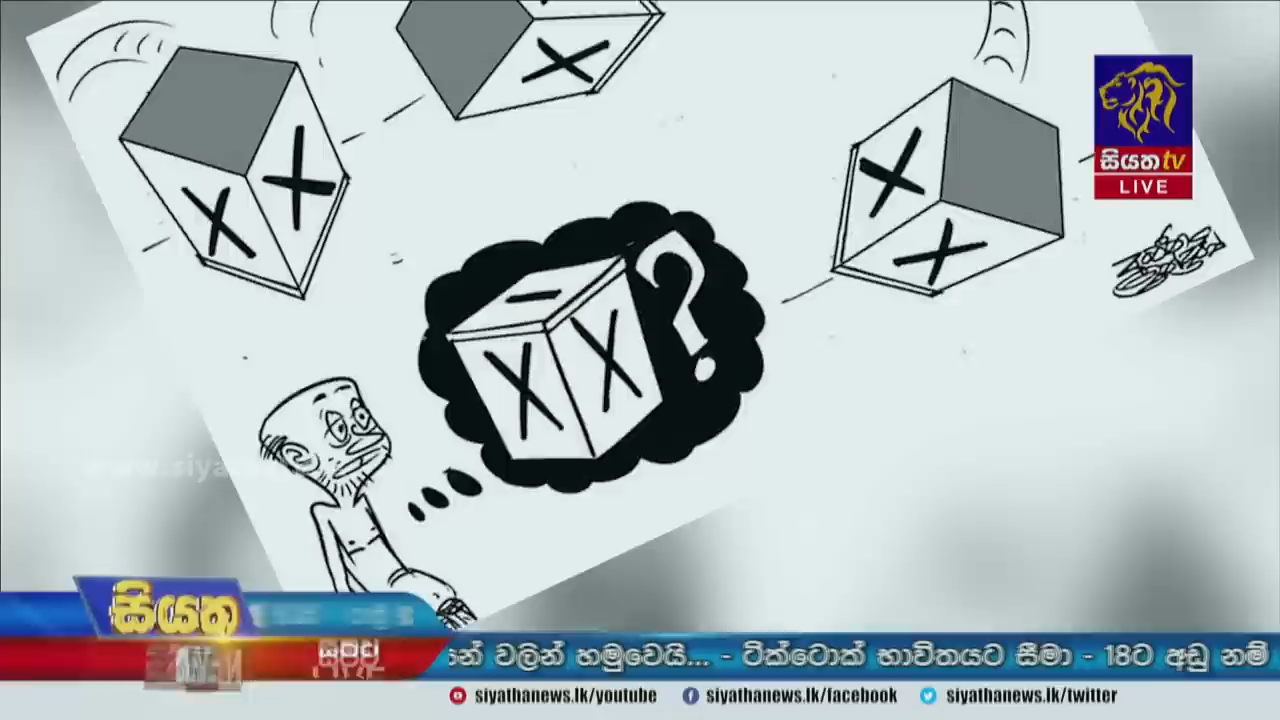 සියත tv
LIVE
?
සියත
...න් වලින් හමුවෙයි... - ටික්ටොක් භාවිතයට සීමා - 18ට අඩු නම්
siyathanews.lk/youtube
siyathanews.lk/facebook
siyathanews.lk/twitter